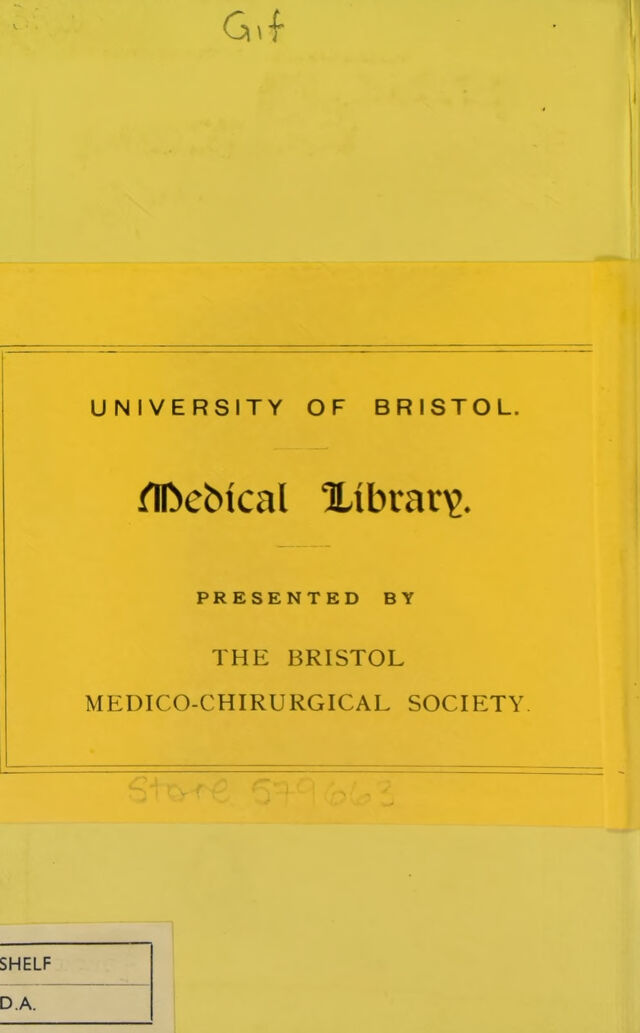 Gif
UNIVERSITY OF BRISTOL.
Medical Library.
PRESENTED BY
THE BRISTOL
MEDICO-CHIRURGICAL SOCIETY.
Store 579663
SHELF
D.A.